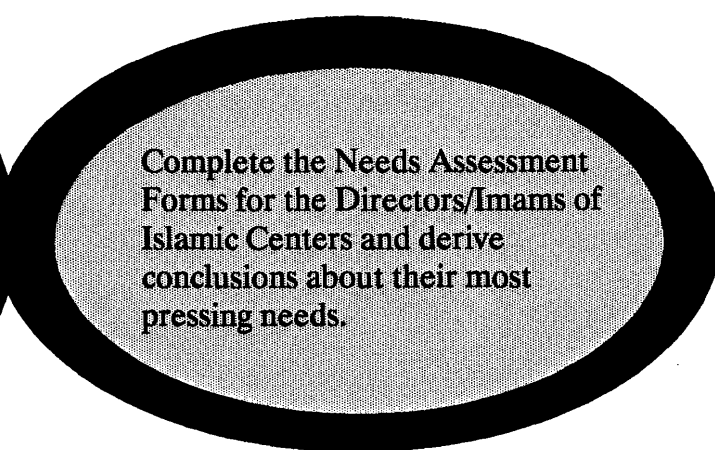 Complete the Needs Assessment
Forms for the Directors/Imams of
Islamic Centers and derive
conclusions about their most
pressing needs.